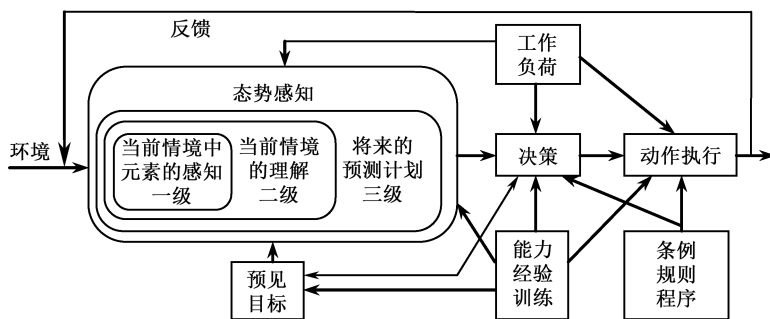 反馈
工作
负荷
态势感知
环境
当前情境中
元素的感知
一级
当前情境
的理解
二级
将来的
预测计划
三级
决策
动作执行
预见
目标
能力
经验
训练
条例
规则
程序